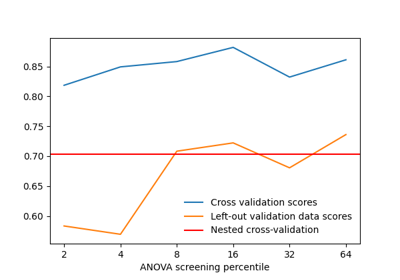 0.85
0.80
0.75
0.70
0.65
0.60
Cross validation scores
Left-out validation data scores
Nested cross-validation
2 4 8 16 32 64
ANOVA screening percentile